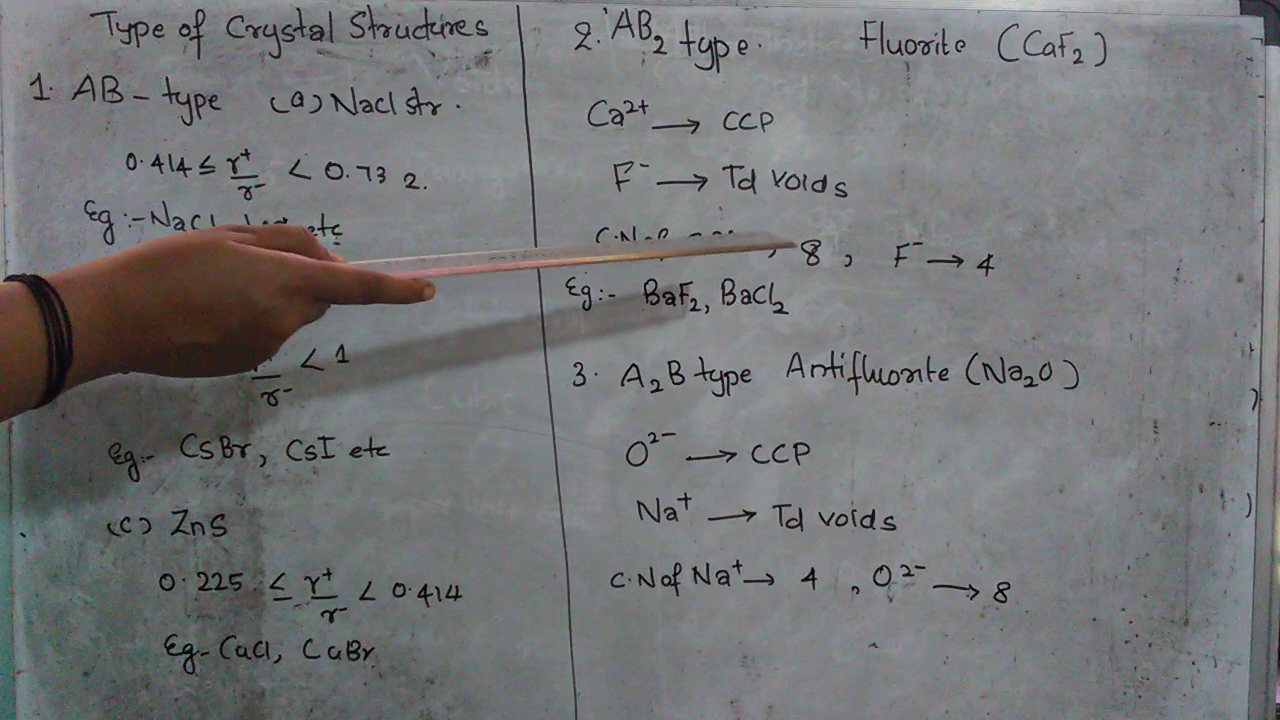 Type of Crystal Structures
1. AB - type (a) NaCl str.
0.414 ≤ r⁺/r⁻ < 0.732.
Eg :- NaCl etc
r⁻ < 1
Eg:- CsBr, CsI etc
(c) ZnS
0.225 ≤ r⁺/r⁻ < 0.414
Eg- CuCl, CuBr
2. AB₂ type. Fluorite (CaF₂)
Ca²⁺ → CCP
F⁻ → Td voids
C.N 8, F⁻ → 4
Eg:- BaF₂, BaCl₂
3. A₂B type Antifluorite (Na₂O)
O²⁻ → CCP
Na⁺ → Td voids
C.N of Na⁺ → 4, O²⁻ → 8